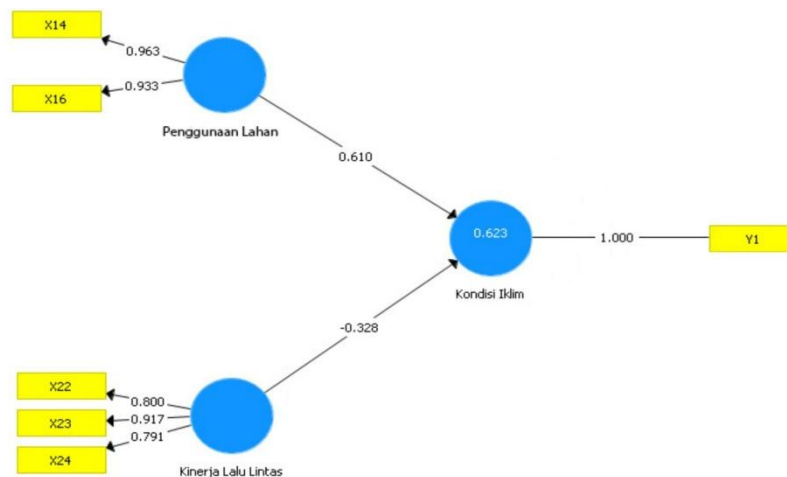 X14
0.963
X16
0.933
Penggunaan Lahan
0.610
0.623
1.000
Y1
Kondisi Iklim
-0.328
X22
0.800
X23
0.917
X24
0.791
Kinerja Lalu Lintas